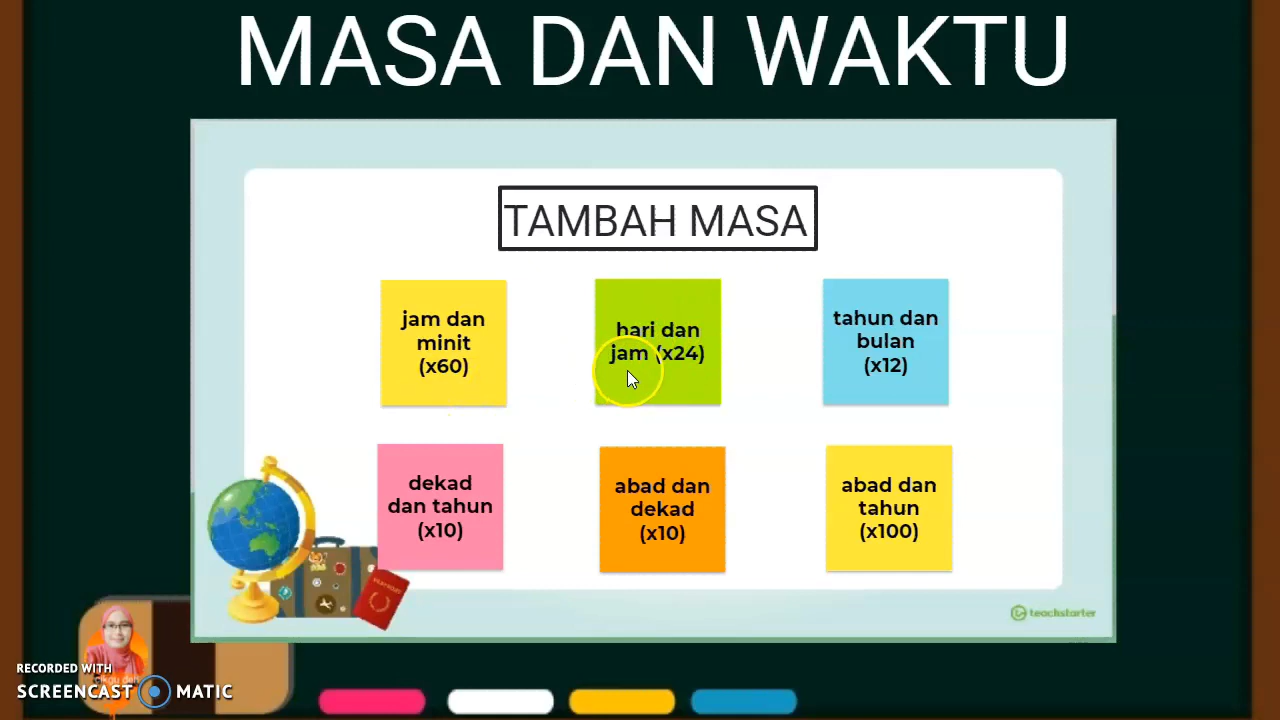 MASA DAN WAKTU
TAMBAH MASA
jam dan
minit
(x60)
hari dan
jam (x24)
tahun dan
bulan
(x12)
dekad
dan tahun
(x10)
abad dan
dekad
(x10)
abad dan
tahun
(x100)
teachstarter
RECORDED WITH
SCREENCAST MATIC